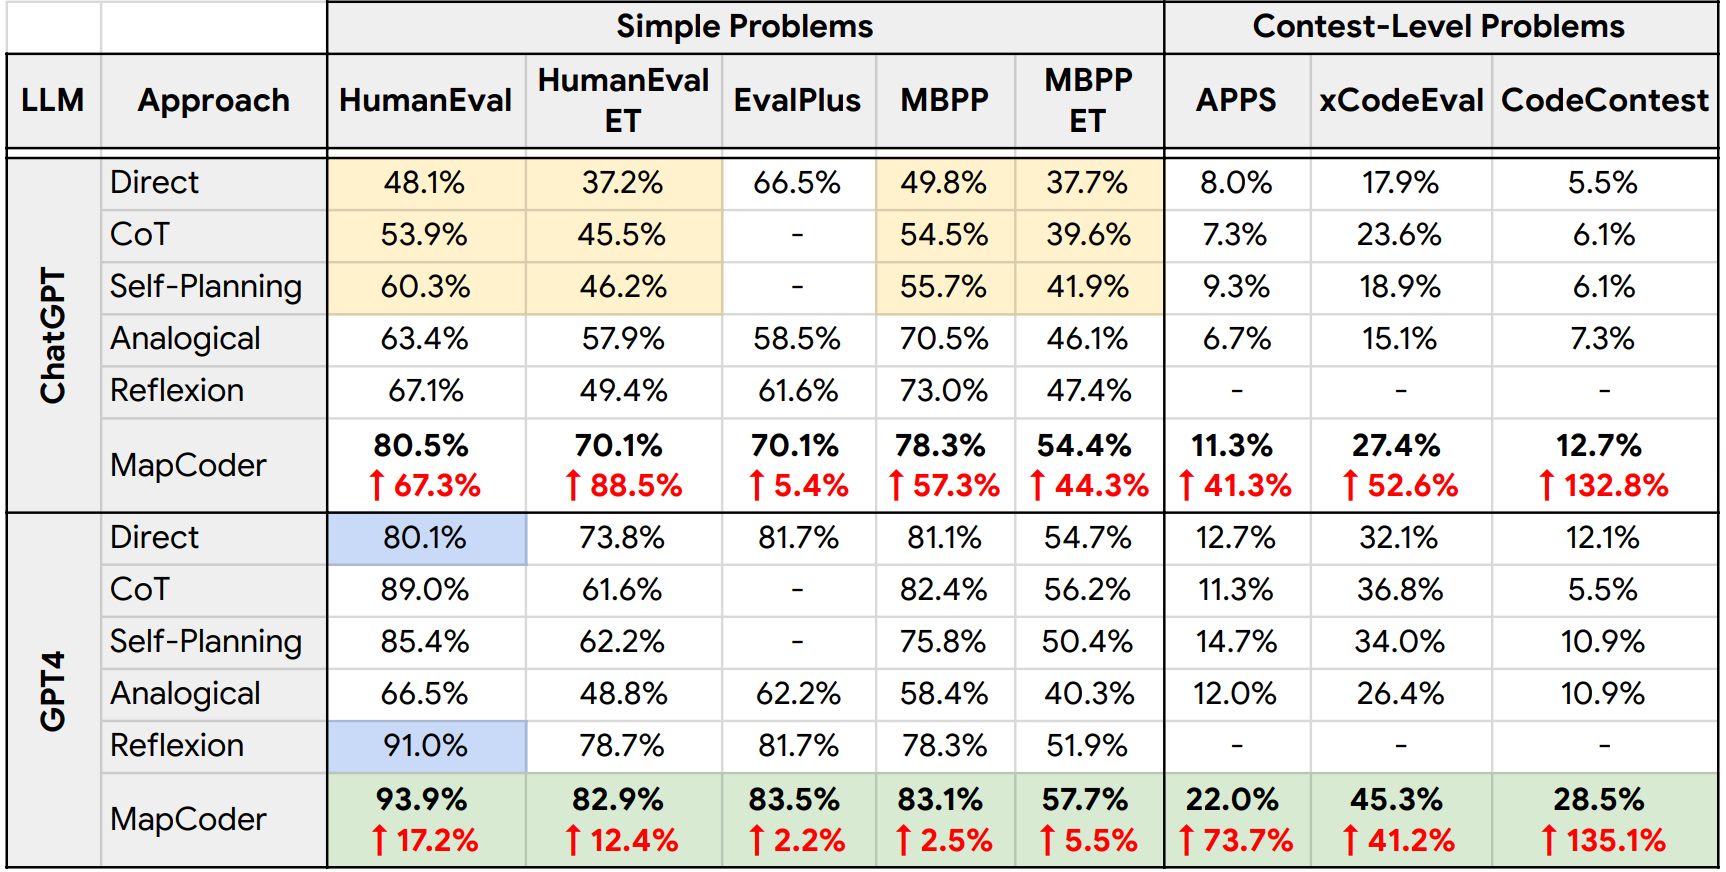 Simple Problems Contest-Level Problems
LLM Approach HumanEval HumanEval ET EvalPlus MBPP MBPP ET APPS xCodeEval CodeContest
ChatGPT
Direct 48.1% 37.2% 66.5% 49.8% 37.7% 8.0% 17.9% 5.5%
CoT 53.9% 45.5% - 54.5% 39.6% 7.3% 23.6% 6.1%
Self-Planning 60.3% 46.2% - 55.7% 41.9% 9.3% 18.9% 6.1%
Analogical 63.4% 57.9% 58.5% 70.5% 46.1% 6.7% 15.1% 7.3%
Reflexion 67.1% 49.4% 61.6% 73.0% 47.4% - - -
MapCoder 80.5% 70.1% 70.1% 78.3% 54.4% 11.3% 27.4% 12.7%
↑ 67.3% ↑ 88.5% ↑ 5.4% ↑ 57.3% ↑ 44.3% ↑ 41.3% ↑ 52.6% ↑ 132.8%
GPT4
Direct 80.1% 73.8% 81.7% 81.1% 54.7% 12.7% 32.1% 12.1%
CoT 89.0% 61.6% - 82.4% 56.2% 11.3% 36.8% 5.5%
Self-Planning 85.4% 62.2% - 75.8% 50.4% 14.7% 34.0% 10.9%
Analogical 66.5% 48.8% 62.2% 58.4% 40.3% 12.0% 26.4% 10.9%
Reflexion 91.0% 78.7% 81.7% 78.3% 51.9% - - -
MapCoder 93.9% 82.9% 83.5% 83.1% 57.7% 22.0% 45.3% 28.5%
↑ 17.2% ↑ 12.4% ↑ 2.2% ↑ 2.5% ↑ 5.5% ↑ 73.7% ↑ 41.2% ↑ 135.1%